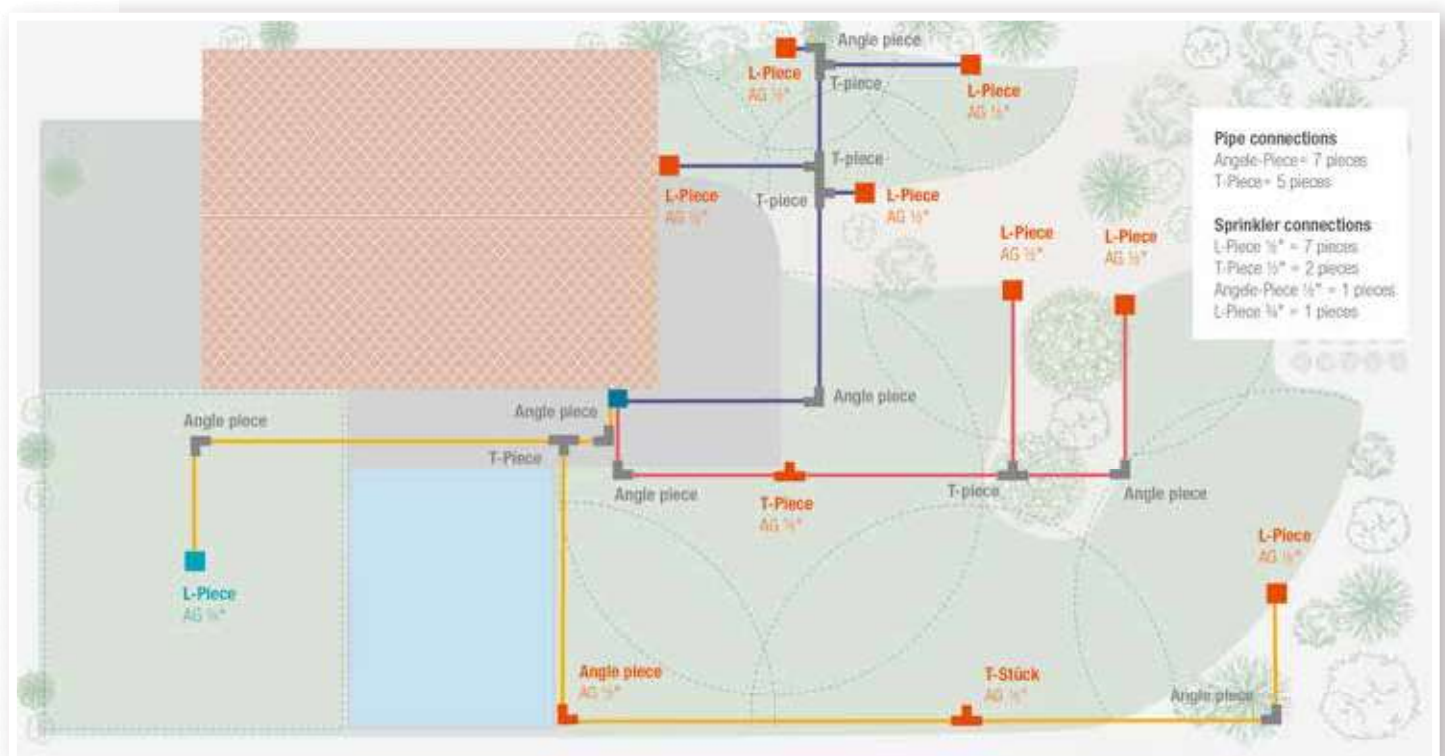 Angle piece
L-Piece
AG ½"
T-Piece
L-Piece
AG ½"
T-piece
L-Piece
AG ½"
T-piece
L-Piece
AG ½"
Pipe connections
Angele-Piece= 7 pieces
T-Piece= 5 pieces
Sprinkler connections
L-Piece ½" = 7 pieces
T-Piece ½" = 2 pieces
Angele-Piece ½" = 1 pieces
L-Piece ¾" = 1 pieces
L-Piece
AG ½"
L-Piece
AG ½"
Angle piece
Angle piece
Angle piece
T-Piece
Angle piece
T-Piece
AG ½"
T-piece
Angle piece
L-Piece
AG ¾"
L-Piece
AG ½"
Angle piece
AG ½"
T-Stück
AG ½"
Angle piece